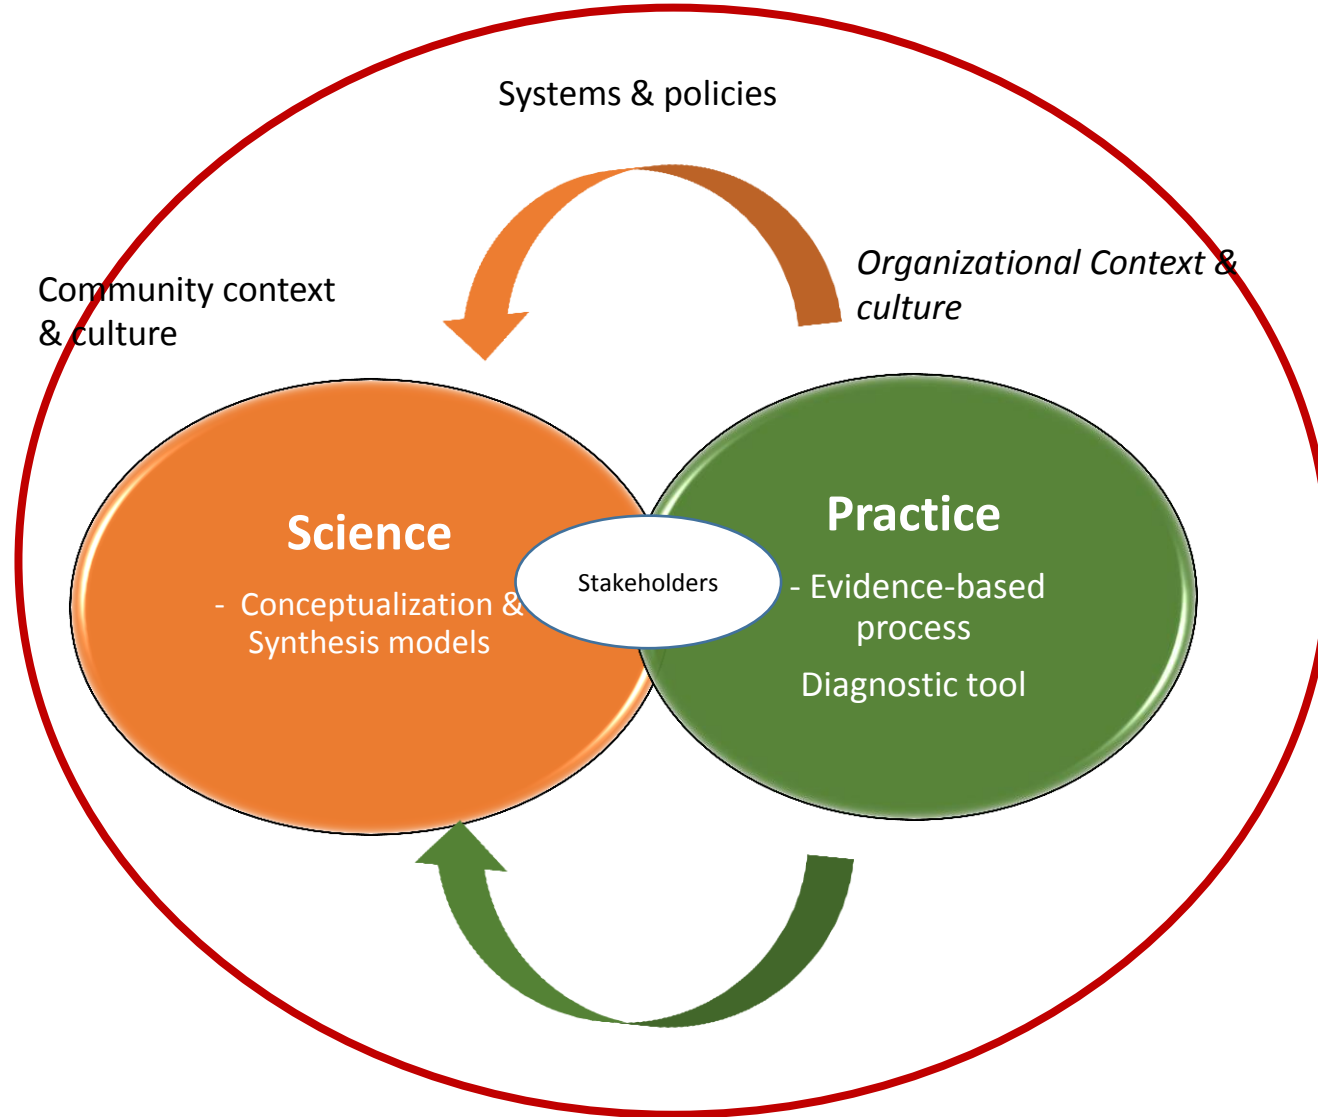 Systems & policies
Organizational Context &
culture
Community context
& culture
Science
- Conceptualization &
Synthesis models
Stakeholders
Practice
- Evidence-based
process
Diagnostic tool